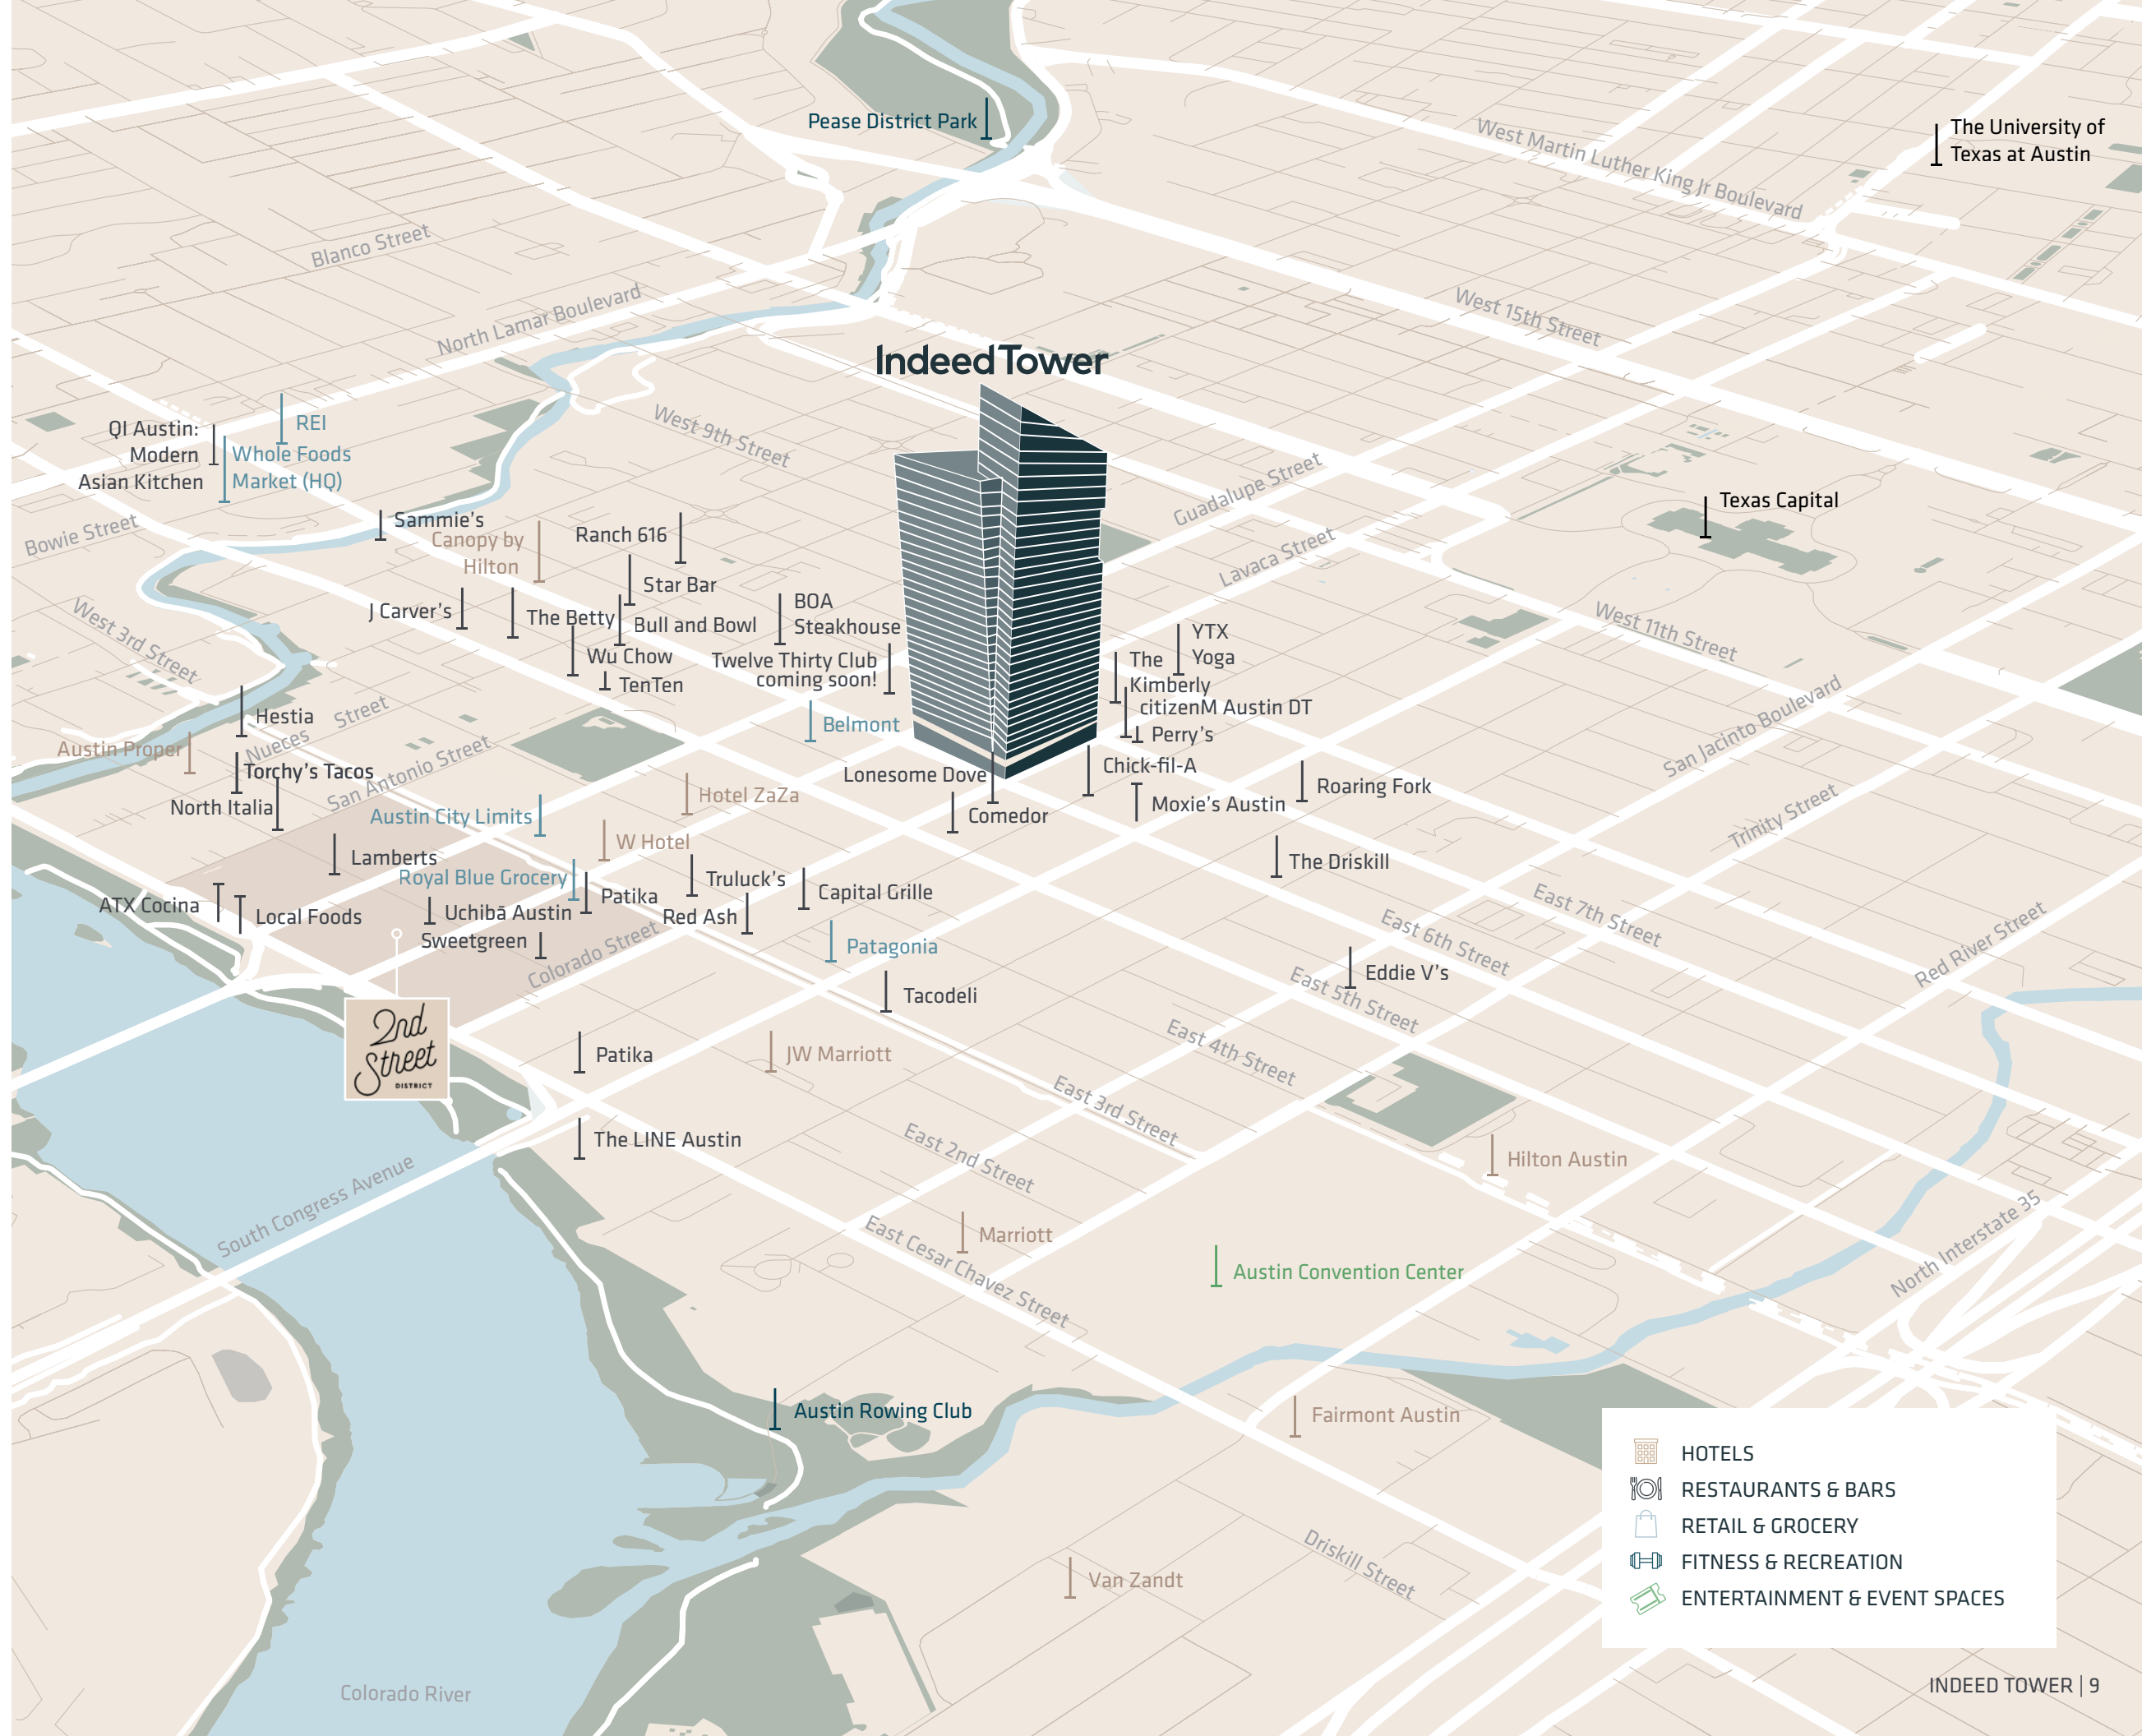 Pease District Park
The University of
Texas at Austin
West Martin Luther King Jr Boulevard
Blanco Street
North Lamar Boulevard
West 15th Street
IndeedTower
West 9th Street
QI Austin:
Modern
Asian Kitchen
REI
Whole Foods
Market (HQ)
Guadalupe Street
Lavaca Street
Texas Capital
Bowie Street
Sammie's
Canopy by
Hilton
Ranch 616
Star Bar
J Carver's
The Betty
Bull and Bowl
BOA
Steakhouse
Wu Chow
TenTen
Twelve Thirty Club
coming soon!
Belmont
YTX
Yoga
The
Kimberly
citizenM Austin DT
Perry's
West 11th Street
West 3rd Street
Hestia
Nueces
Street
Austin Proper
Torchy's Tacos
San Antonio Street
North Italia
Austin City Limits
Hotel ZaZa
W Hotel
Lonesome Dove
Comedor
Chick-fil-A
Moxie's Austin
Roaring Fork
San Jacinto Boulevard
Trinity Street
The Driskill
Lamberts
Royal Blue Grocery
Patika
Truluck's
Capital Grille
Red Ash
ATX Cocina
Local Foods
Uchibā Austin
Sweetgreen
Colorado Street
Patagonia
Tacodeli
East 7th Street
East 6th Street
East 5th Street
Eddie V's
Red River Street
2nd
Street
DISTRICT
Patika
JW Marriott
East 4th Street
East 3rd Street
The LINE Austin
East 2nd Street
Hilton Austin
South Congress Avenue
Marriott
East Cesar Chavez Street
Austin Convention Center
North Interstate 35
Austin Rowing Club
Fairmont Austin
Driskill Street
Van Zandt
Colorado River
HOTELS
RESTAURANTS & BARS
RETAIL & GROCERY
FITNESS & RECREATION
ENTERTAINMENT & EVENT SPACES
INDEED TOWER | 9